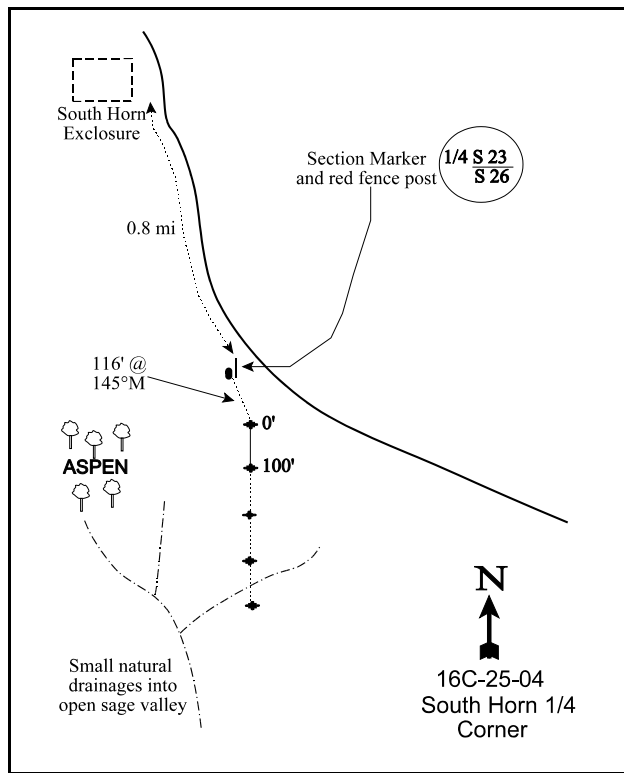 South Horn
Exclosure
Section Marker
and red fence post
1/4 S 23
S 26
0.8 mi
116' @
145°M
0'
100'
ASPEN
Small natural
drainages into
open sage valley
N
16C-25-04
South Horn 1/4
Corner